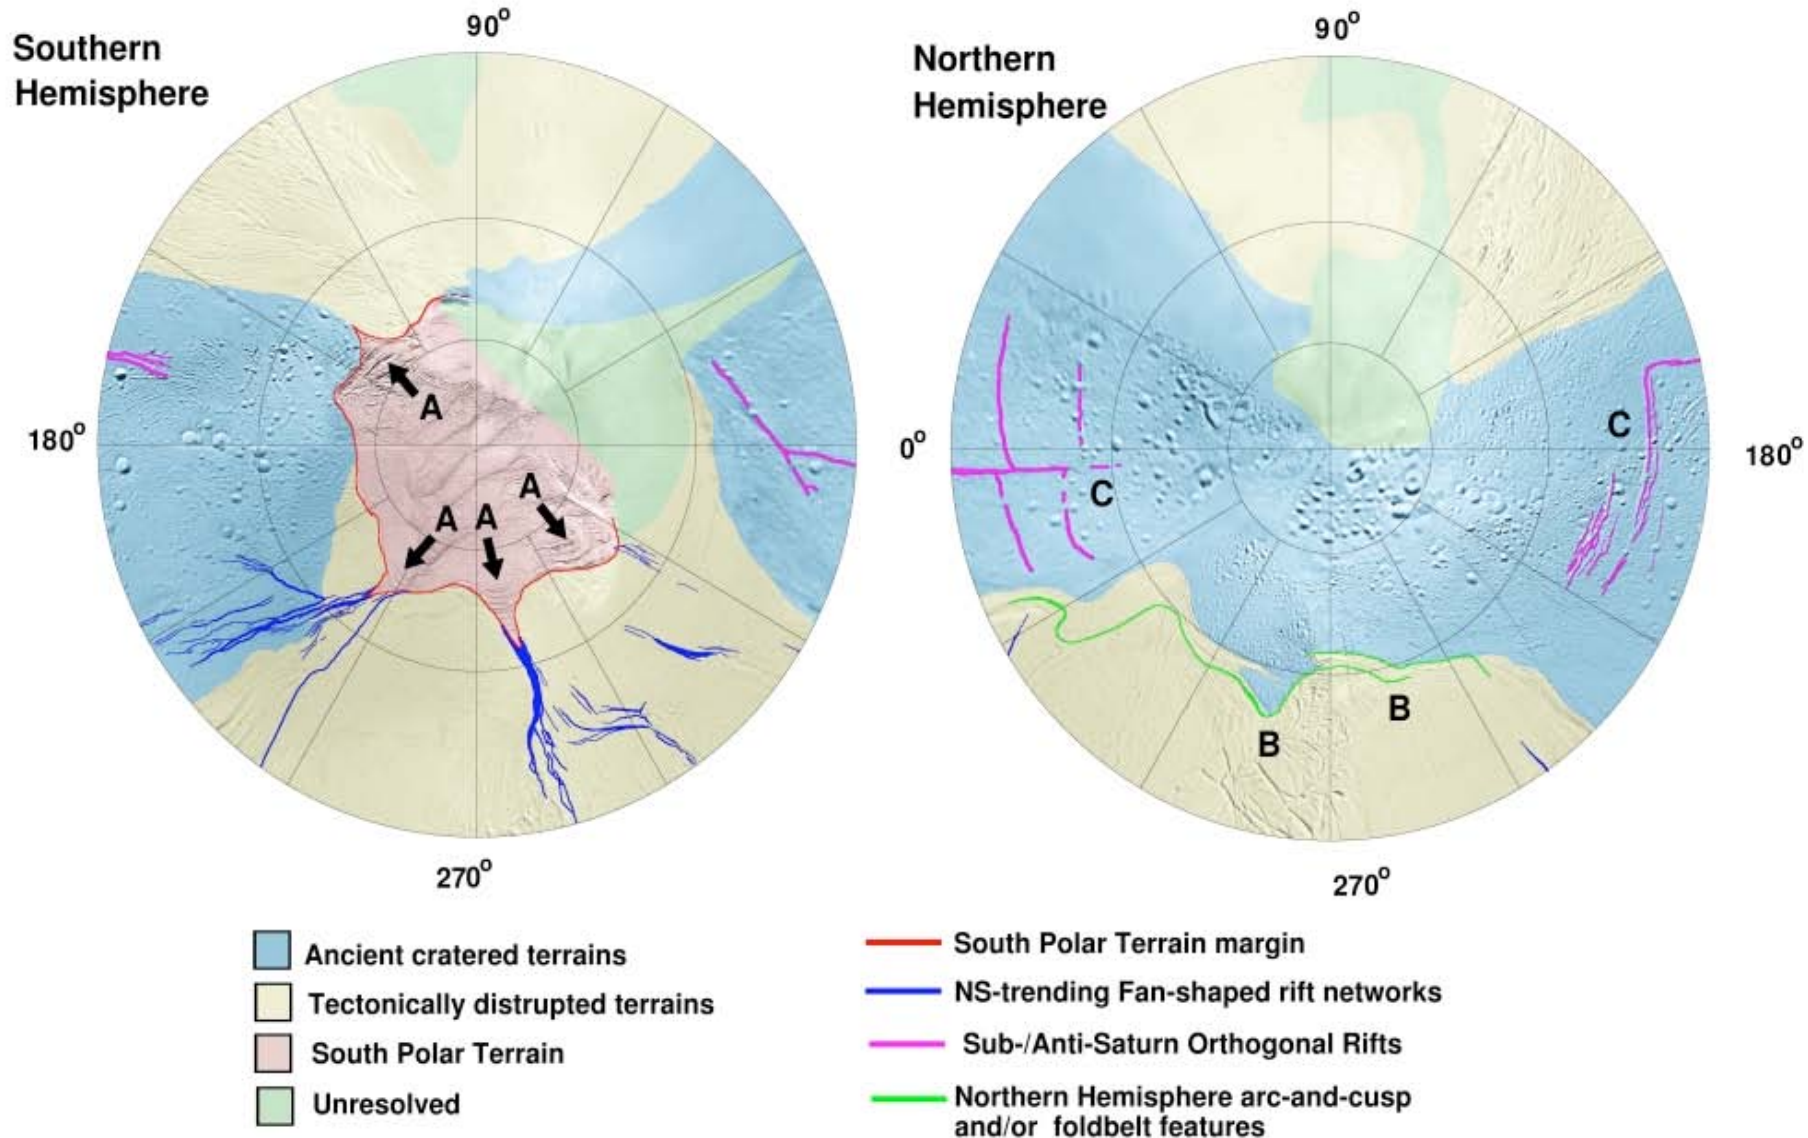 Southern
Hemisphere
90°
180°
A
A
A
A
270°
Northern
Hemisphere
90°
0°
C
C
180°
B
B
270°
Ancient cratered terrains
Tectonically distrupted terrains
South Polar Terrain
Unresolved
South Polar Terrain margin
NS-trending Fan-shaped rift networks
Sub-/Anti-Saturn Orthogonal Rifts
Northern Hemisphere arc-and-cusp
and/or foldbelt features